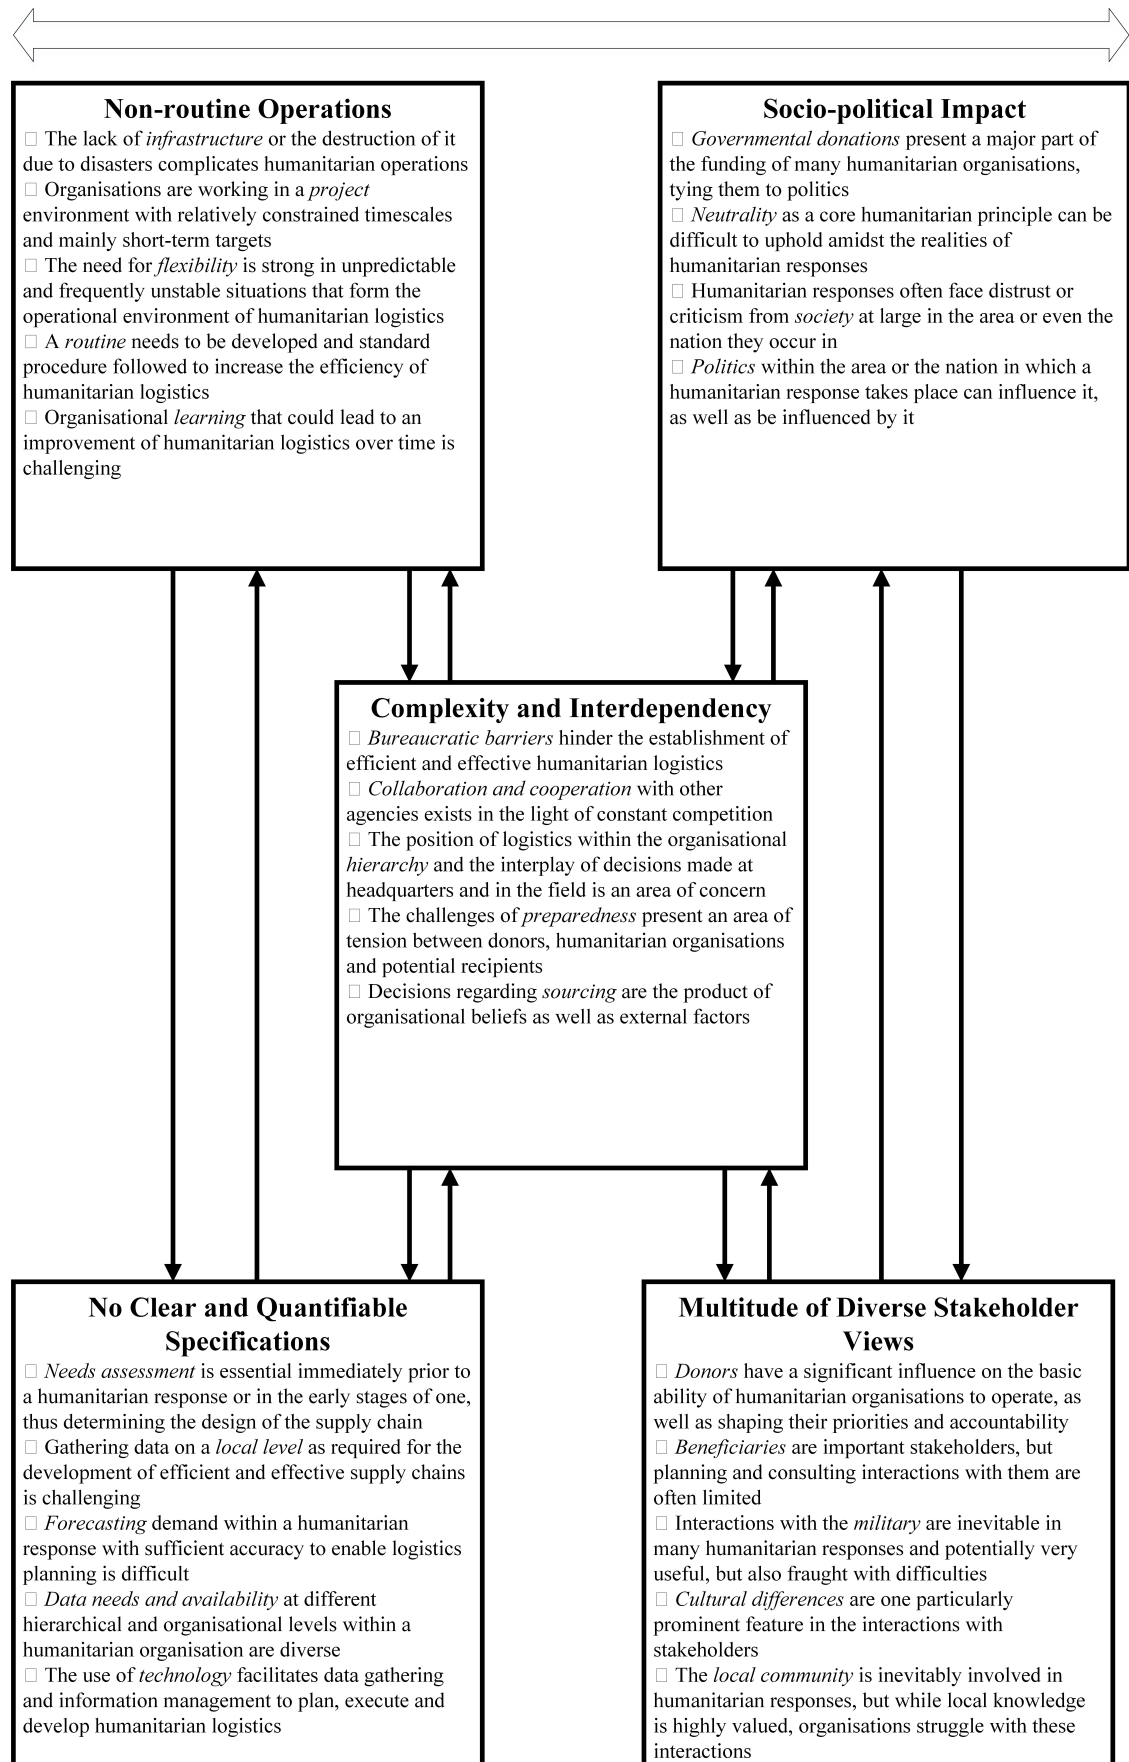 Non-routine Operations
□ The lack of infrastructure or the destruction of it
due to disasters complicates humanitarian operations
□ Organisations are working in a project
environment with relatively constrained timescales
and mainly short-term targets
□ The need for flexibility is strong in unpredictable
and frequently unstable situations that form the
operational environment of humanitarian logistics
□ A routine needs to be developed and standard
procedure followed to increase the efficiency of
humanitarian logistics
□ Organisational learning that could lead to an
improvement of humanitarian logistics over time is
challenging
Socio-political Impact
□ Governmental donations present a major part of
the funding of many humanitarian organisations,
tying them to politics
□ Neutrality as a core humanitarian principle can be
difficult to uphold amidst the realities of
humanitarian responses
□ Humanitarian responses often face distrust or
criticism from society at large in the area or even the
nation they occur in
□ Politics within the area or the nation in which a
humanitarian response takes place can influence it,
as well as be influenced by it
Complexity and Interdependency
□ Bureaucratic barriers hinder the establishment of
efficient and effective humanitarian logistics
□ Collaboration and cooperation with other
agencies exists in the light of constant competition
□ The position of logistics within the organisational
hierarchy and the interplay of decisions made at
headquarters and in the field is an area of concern
□ The challenges of preparedness present an area of
tension between donors, humanitarian organisations
and potential recipients
□ Decisions regarding sourcing are the product of
organisational beliefs as well as external factors
No Clear and Quantifiable
Specifications
□ Needs assessment is essential immediately prior to
a humanitarian response or in the early stages of one,
thus determining the design of the supply chain
□ Gathering data on a local level as required for the
development of efficient and effective supply chains
is challenging
□ Forecasting demand within a humanitarian
response with sufficient accuracy to enable logistics
planning is difficult
□ Data needs and availability at different
hierarchical and organisational levels within a
humanitarian organisation are diverse
□ The use of technology facilitates data gathering
and information management to plan, execute and
develop humanitarian logistics
Multitude of Diverse Stakeholder
Views
□ Donors have a significant influence on the basic
ability of humanitarian organisations to operate, as
well as shaping their priorities and accountability
□ Beneficiaries are important stakeholders, but
planning and consulting interactions with them are
often limited
□ Interactions with the military are inevitable in
many humanitarian responses and potentially very
useful, but also fraught with difficulties
□ Cultural differences are one particularly
prominent feature in the interactions with
stakeholders
□ The local community is inevitably involved in
humanitarian responses, but while local knowledge
is highly valued, organisations struggle with these
interactions